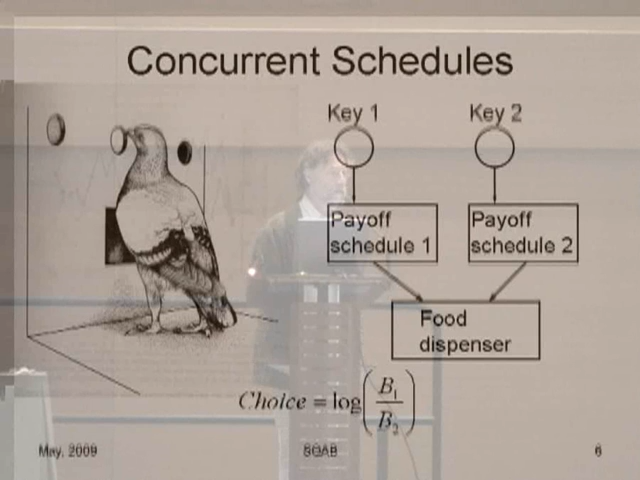 Concurrent Schedules
Key 1
Key 2
Payoff
schedule 1
Payoff
schedule 2
Food
dispenser
Choice = log(B₁/B₂)
May, 2009
SQAB
6